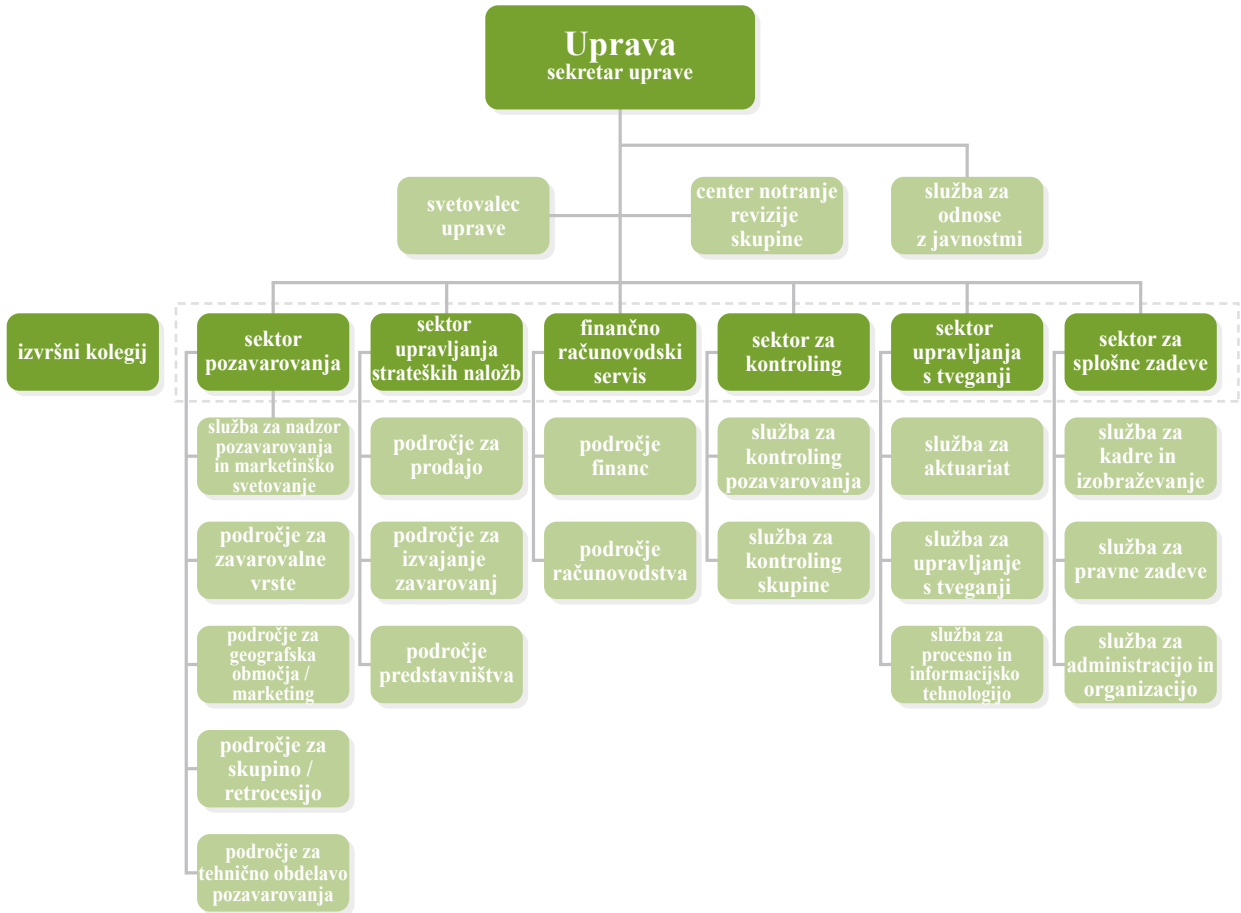 Uprava
sekretar uprave
svetovalec
uprave
center notranje
revizije
skupine
služba za
odnose
z javnostmi
izvršni kolegij
sektor
pozavarovanja
sektor
upravljanja
strateških naložb
finančno
računovodski
servis
sektor za
kontroling
sektor
upravljanja
s tveganji
sektor za
splošne zadeve
služba za nadzor
pozavarovanja
in marketinško
svetovanje
področje za
prodajo
področje
financ
služba za
kontroling
pozavarovanja
služba za
aktuariat
služba za
kadre in
izobraževanje
področje za
zavarovalne
vrste
področje za
izvajanje
zavarovanj
področje
računovodstva
služba za
kontroling
skupine
služba za
upravljanje
s tveganji
služba za
pravne zadeve
področje za
geografska
območja /
marketing
področje
predstavništva
služba za
procesno in
informacijsko
tehnologijo
služba za
administracijo in
organizacijo
področje za
skupino /
retrocesijo
področje za
tehnično obdelavo
pozavarovanja